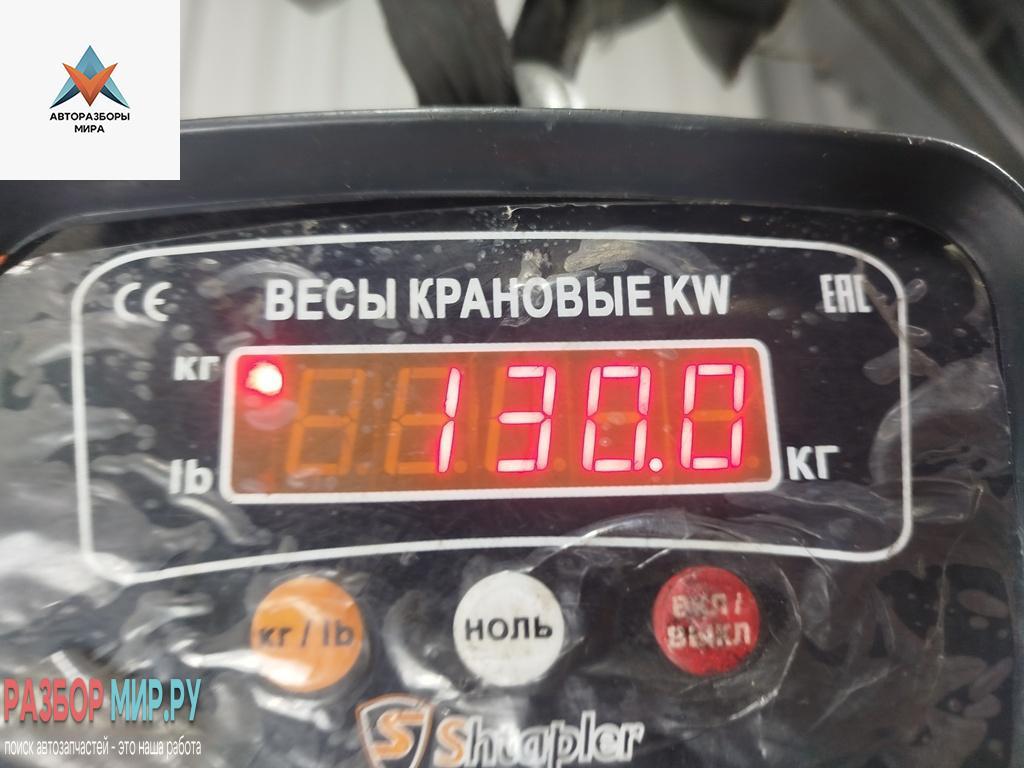 АВТОРАЗБОРЫ
МИРА
CE
ВЕСЫ КРАНОВЫЕ KW
EAC
кг
130.0
кг
lb
кг / lb
НОЛЬ
ВКЛ /
ВЫКЛ
Shtapler
РАЗБОР МИР.РУ
поиск автозапчастей - это наша работа